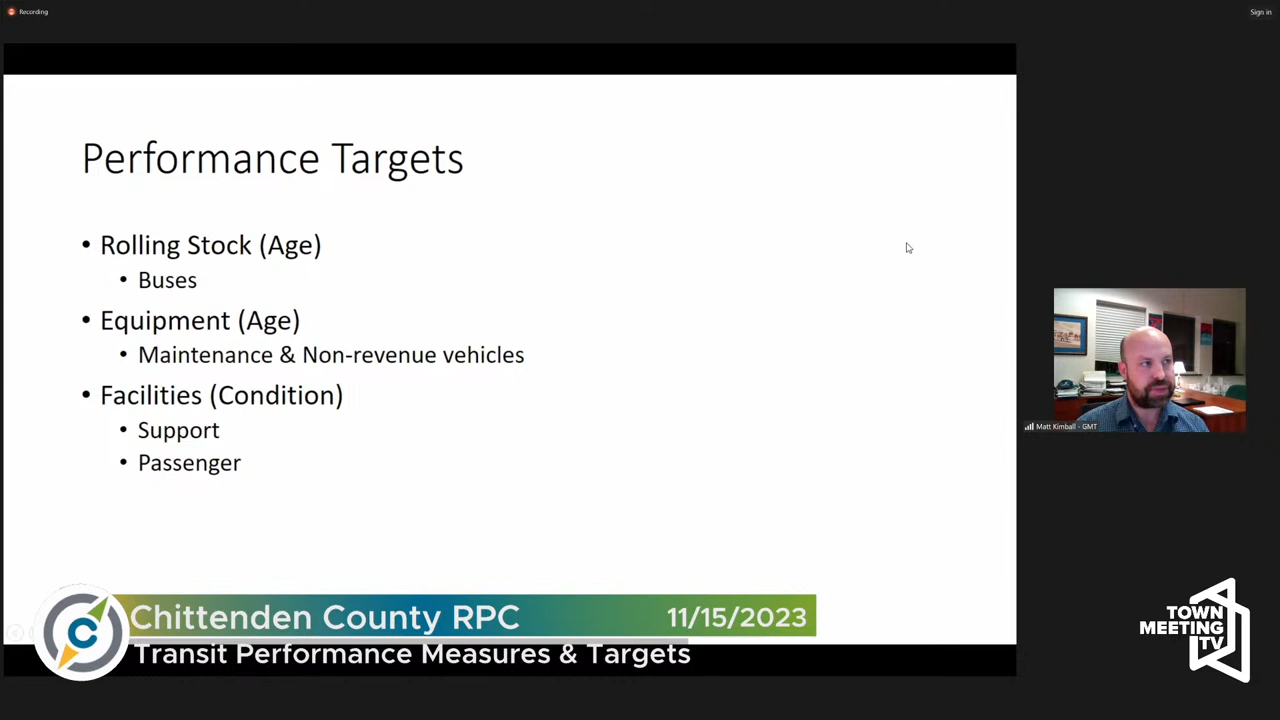 Recording
Sign in
Performance Targets
• Rolling Stock (Age)
• Buses
• Equipment (Age)
• Maintenance & Non-revenue vehicles
• Facilities (Condition)
• Support
• Passenger
Matt Kimball - GMT
C
Chittenden County RPC
11/15/2023
Transit Performance Measures & Targets
TOWN
MEETING
TV